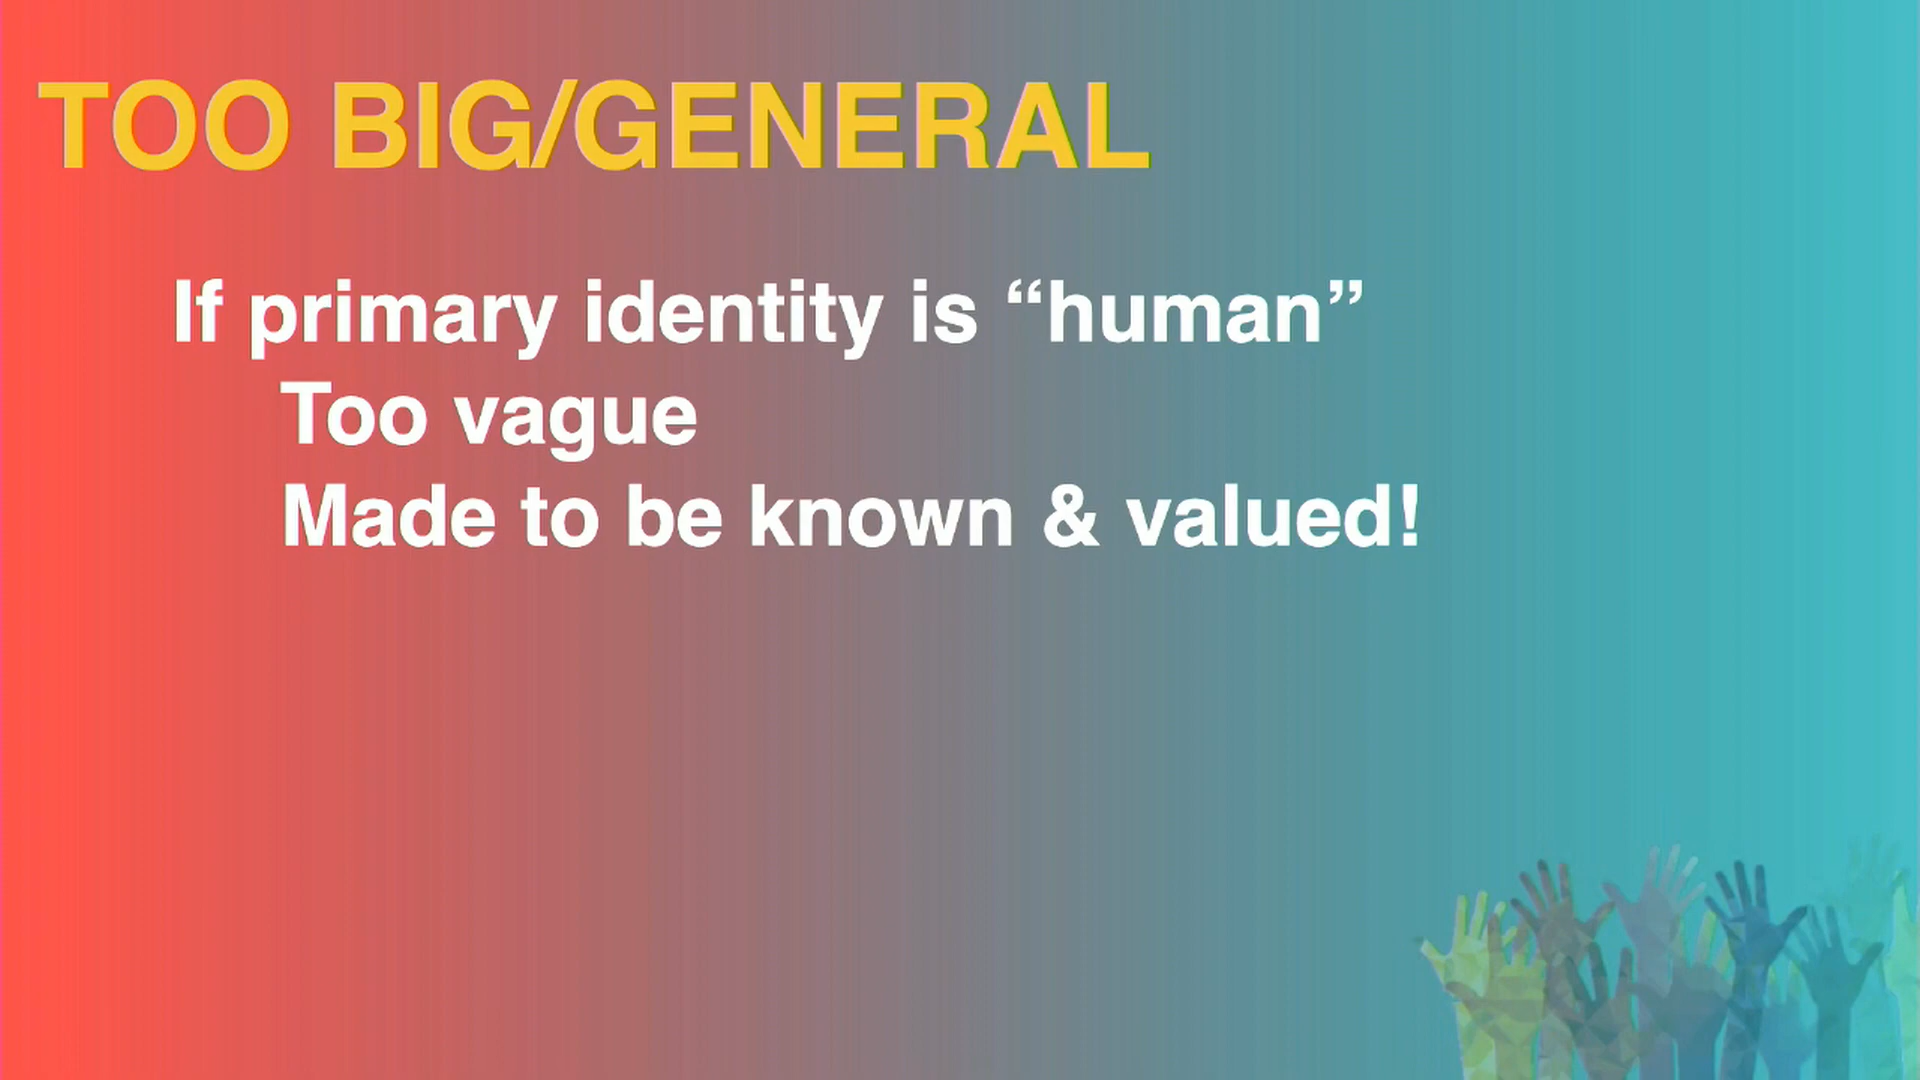 TOO BIG/GENERAL
If primary identity is “human”
Too vague
Made to be known & valued!